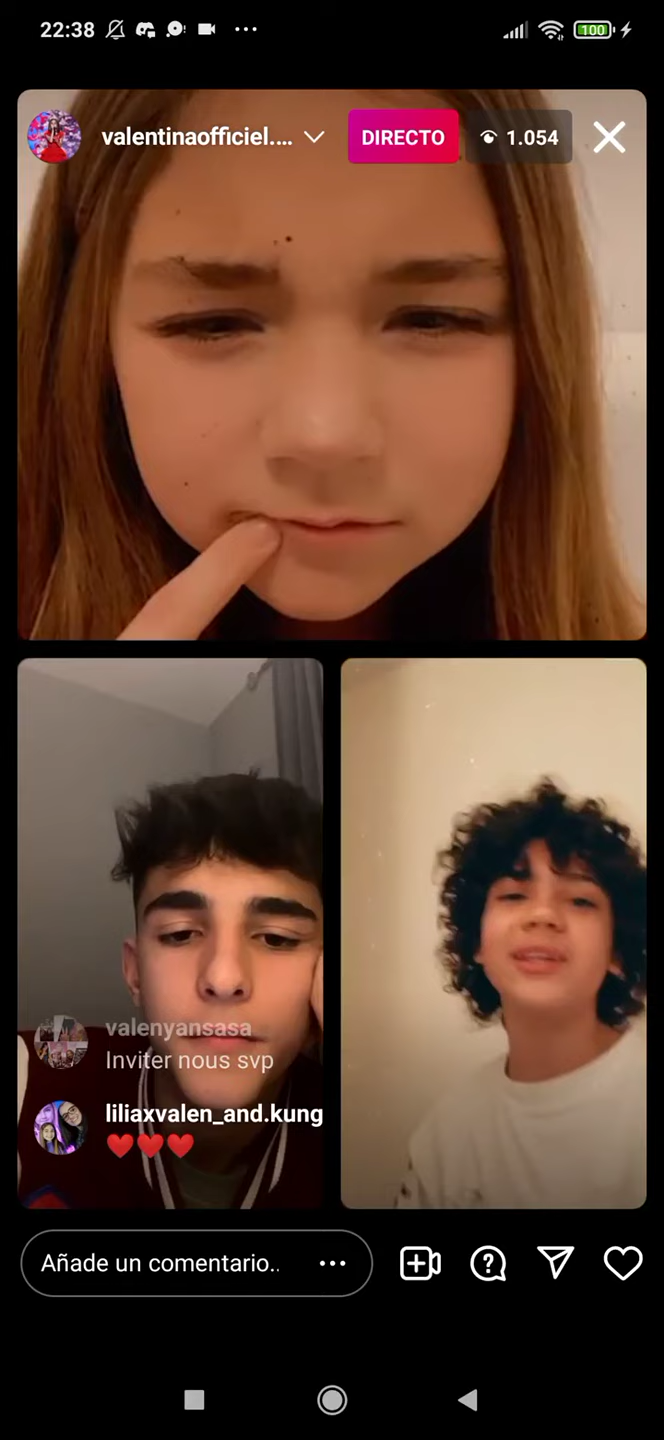 22:38
100
valentinaofficiel....
DIRECTO
1.054
valenyansasa
Inviter nous svp
liliaxvalen_and.kung
❤️❤️❤️
Añade un comentario..